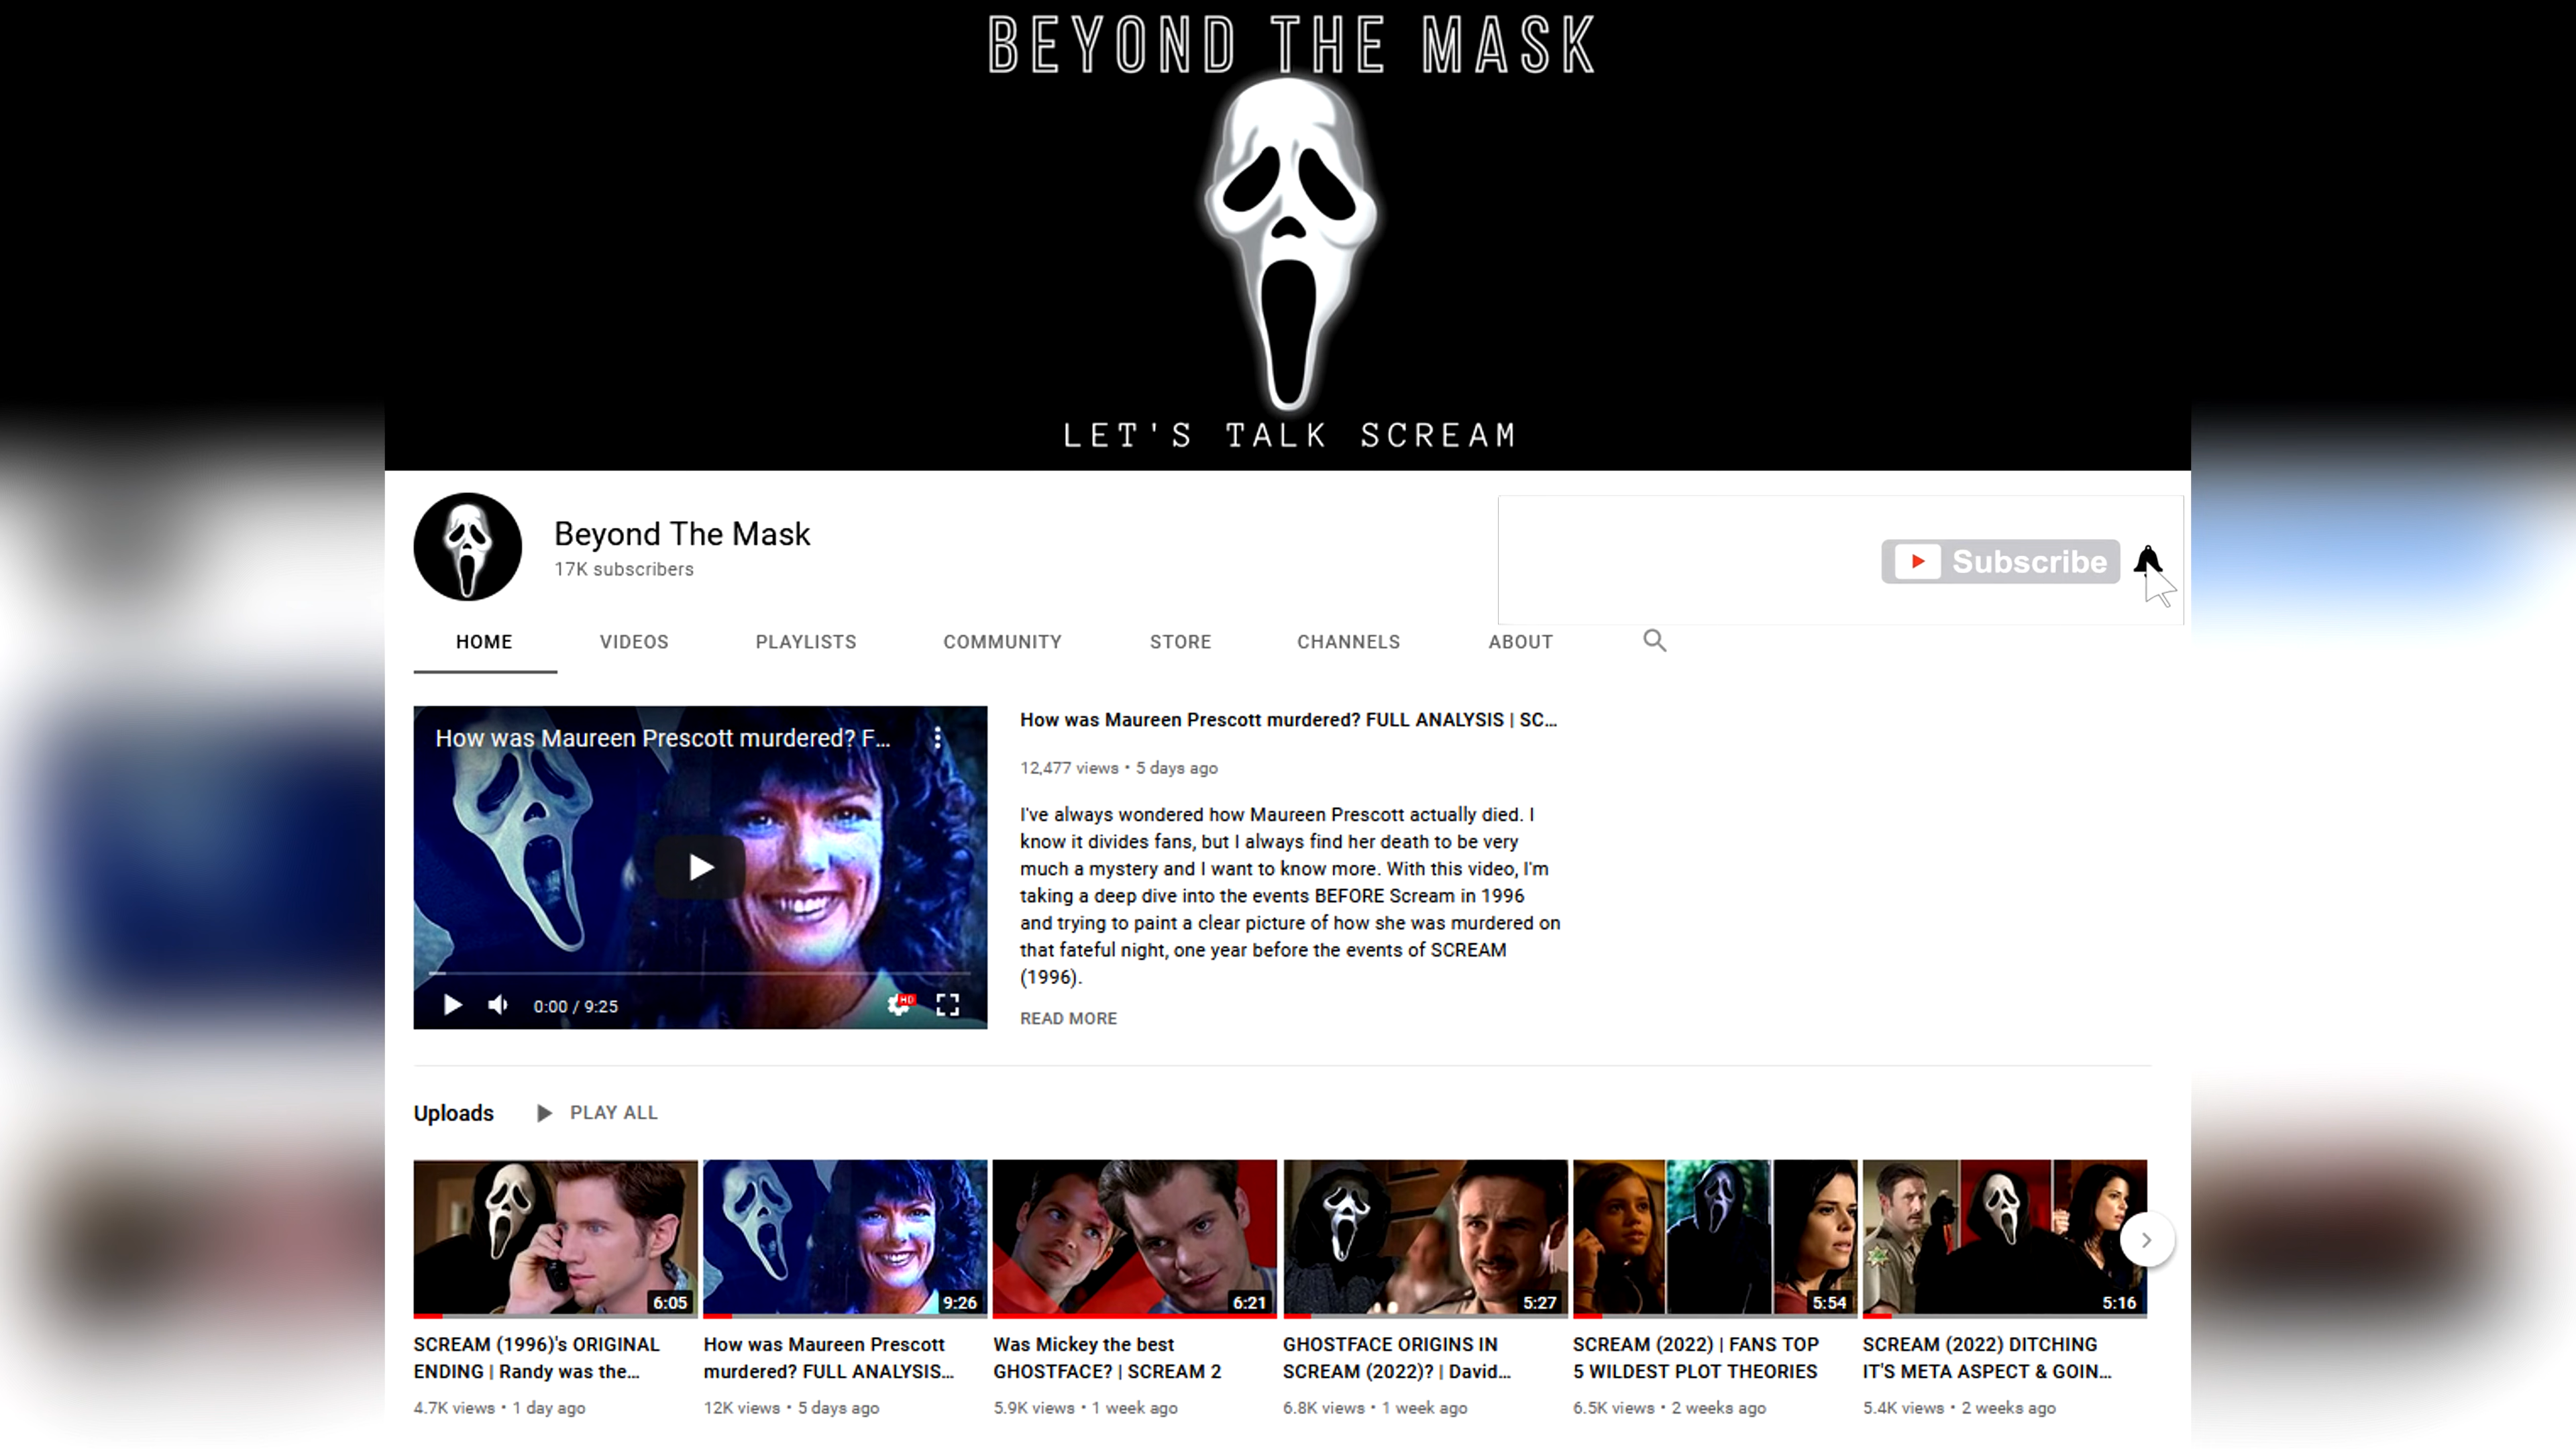 BEYOND THE MASK
LET'S TALK SCREAM
Beyond The Mask
17K subscribers
Subscribe
HOME
VIDEOS
PLAYLISTS
COMMUNITY
STORE
CHANNELS
ABOUT
How was Maureen Prescott murdered? F...
0:00 / 9:25
HD
How was Maureen Prescott murdered? FULL ANALYSIS | SC...
12,477 views • 5 days ago
I've always wondered how Maureen Prescott actually died. I
know it divides fans, but I always find her death to be very
much a mystery and I want to know more. With this video, I'm
taking a deep dive into the events BEFORE Scream in 1996
and trying to paint a clear picture of how she was murdered on
that fateful night, one year before the events of SCREAM
(1996).
READ MORE
Uploads
PLAY ALL
6:05
SCREAM (1996)'s ORIGINAL
ENDING | Randy was the...
4.7K views • 1 day ago
9:26
How was Maureen Prescott
murdered? FULL ANALYSIS...
12K views • 5 days ago
6:21
Was Mickey the best
GHOSTFACE? | SCREAM 2
5.9K views • 1 week ago
5:27
GHOSTFACE ORIGINS IN
SCREAM (2022)? | David...
6.8K views • 1 week ago
5:54
SCREAM (2022) | FANS TOP
5 WILDEST PLOT THEORIES
6.5K views • 2 weeks ago
5:16
SCREAM (2022) DITCHING
IT'S META ASPECT & GOIN...
5.4K views • 2 weeks ago